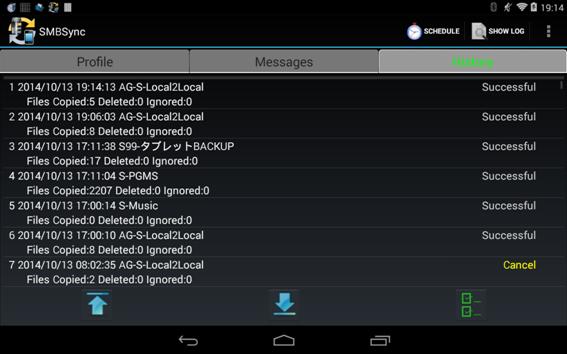 19:14
SMBSync
SCHEDULE
SHOW LOG
Profile
Messages
History
1 2014/10/13 19:14:13 AG-S-Local2Local Successful
Files Copied:5 Deleted:0 Ignored:0
2 2014/10/13 19:06:03 AG-S-Local2Local Successful
Files Copied:8 Deleted:0 Ignored:0
3 2014/10/13 17:11:38 S99-タブレットBACKUP Successful
Files Copied:17 Deleted:0 Ignored:0
4 2014/10/13 17:11:04 S-PGMS Successful
Files Copied:2207 Deleted:0 Ignored:0
5 2014/10/13 17:00:14 S-Music Successful
Files Copied:0 Deleted:0 Ignored:0
6 2014/10/13 17:00:10 AG-S-Local2Local Successful
Files Copied:8 Deleted:0 Ignored:0
7 2014/10/13 08:02:35 AG-S-Local2Local Cancel
Files Copied:2 Deleted:0 Ignored:0